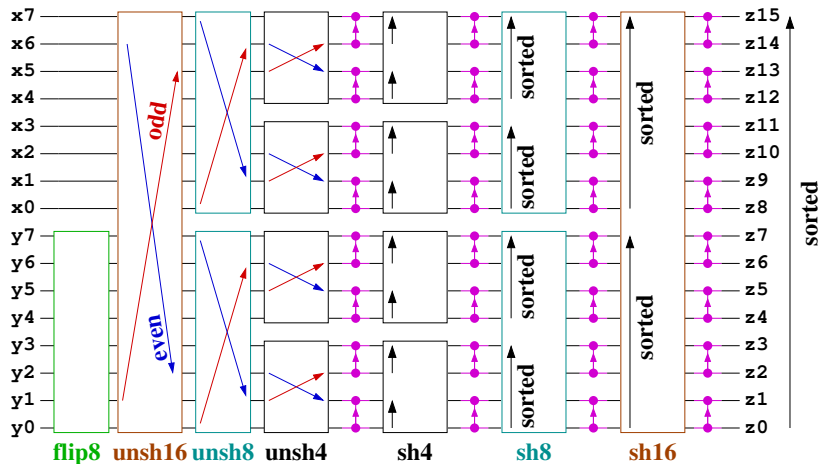 x7 z15
x6 z14
x5 z13
x4 z12
x3 z11
x2 z10
x1 z9
x0 z8
y7 z7
y6 z6
y5 z5
y4 z4
y3 z3
y2 z2
y1 z1
y0 z0
odd
even
sorted
sorted
sorted
sorted
sorted
sorted
sorted
flip8 unsh16 unsh8 unsh4 sh4 sh8 sh16